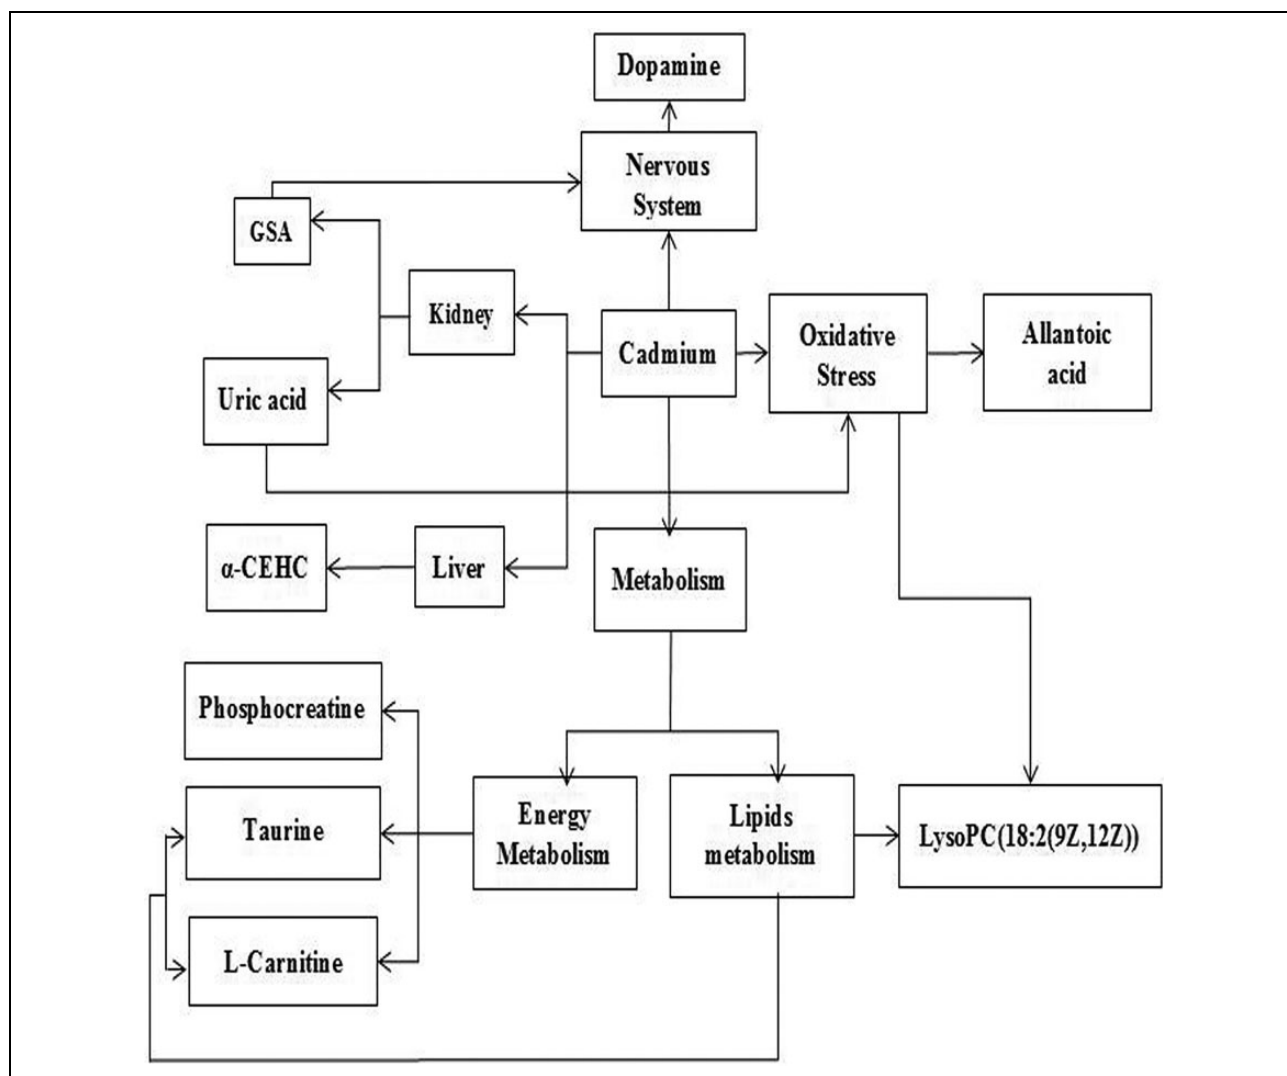 Dopamine
Nervous
System
GSA
Kidney
Cadmium
Oxidative
Stress
Allantoic
acid
Uric acid
α-CEHC
Liver
Metabolism
Phosphocreatine
Taurine
Energy
Metabolism
Lipids
metabolism
LysoPC(18:2(9Z,12Z))
L-Carnitine